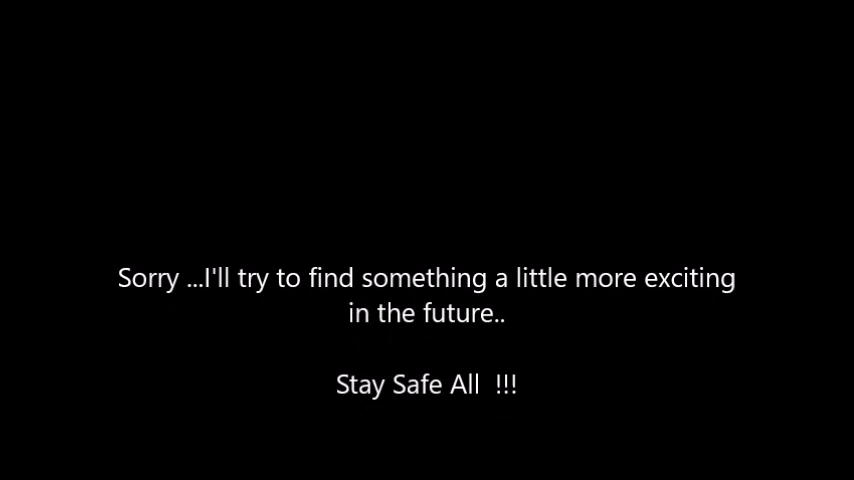 Sorry ...I'll try to find something a little more exciting
in the future..
Stay Safe All  !!!